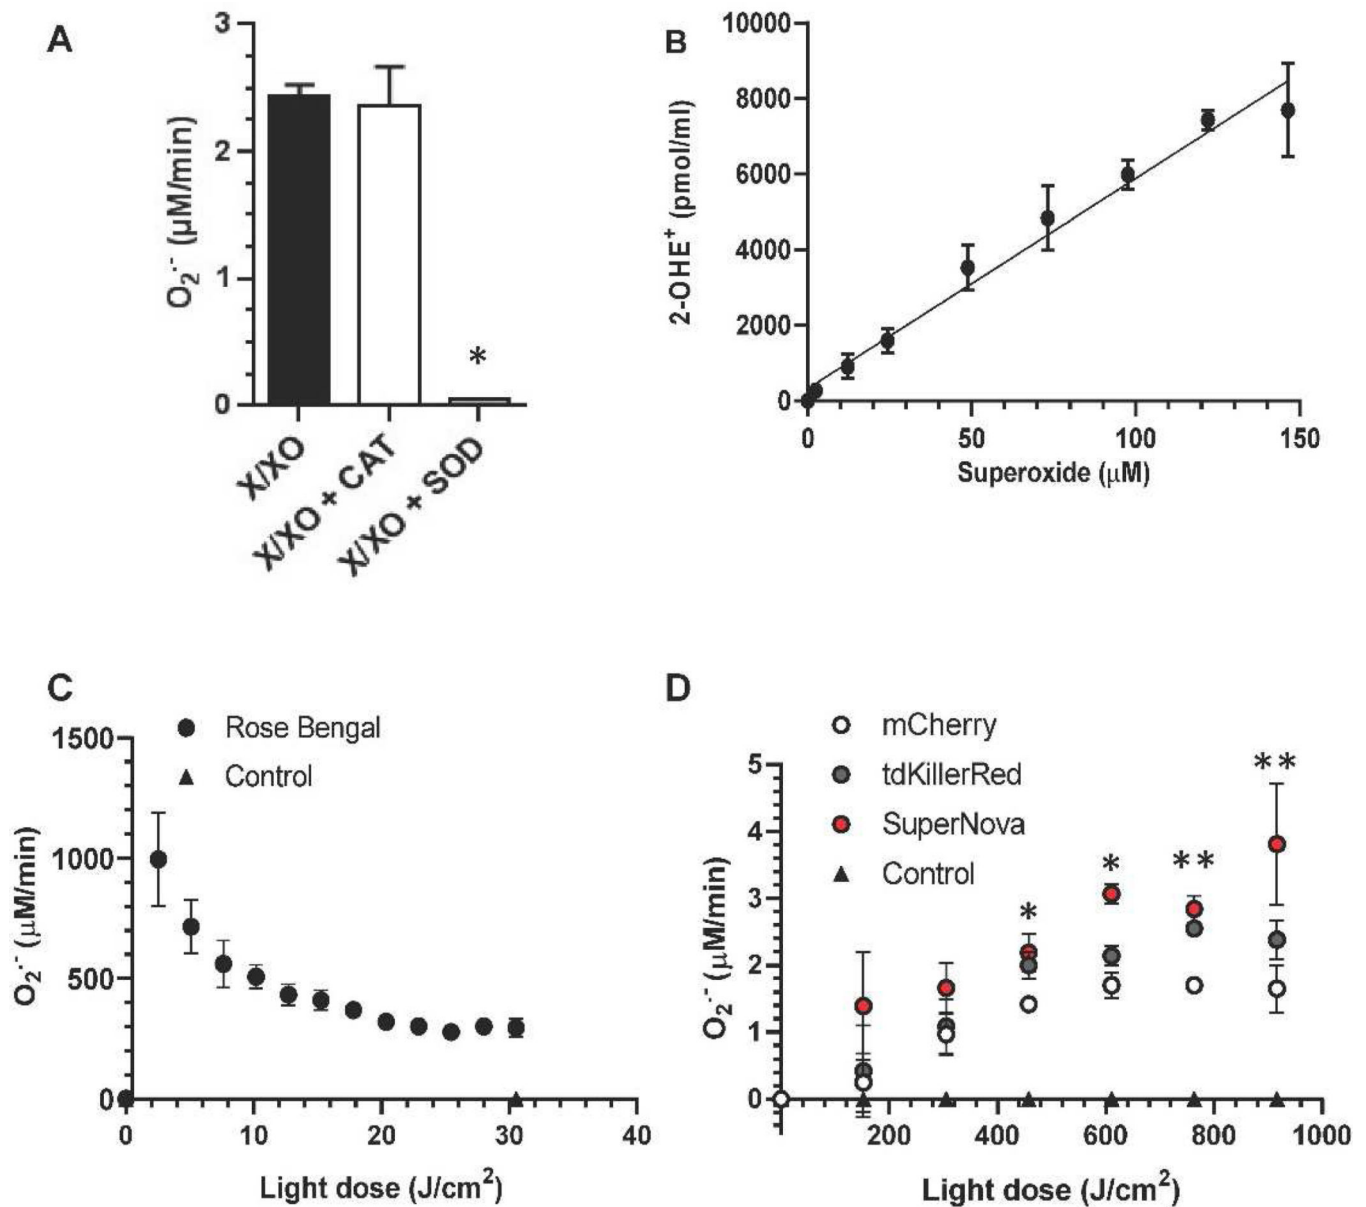 A
3
2
1
0
O₂·⁻ (µM/min)
*
X/XO
X/XO + CAT
X/XO + SOD
B
10000
8000
6000
4000
2000
0
2-OHE⁺ (pmol/ml)
0 50 100 150
Superoxide (µM)
C
Rose Bengal
Control
1500
1000
500
0
O₂·⁻ (µM/min)
0 10 20 30 40
Light dose (J/cm²)
D
mCherry
tdKillerRed
SuperNova
Control
5
4
3
2
1
0
O₂·⁻ (µM/min)
* * ** **
200 400 600 800 1000
Light dose (J/cm²)